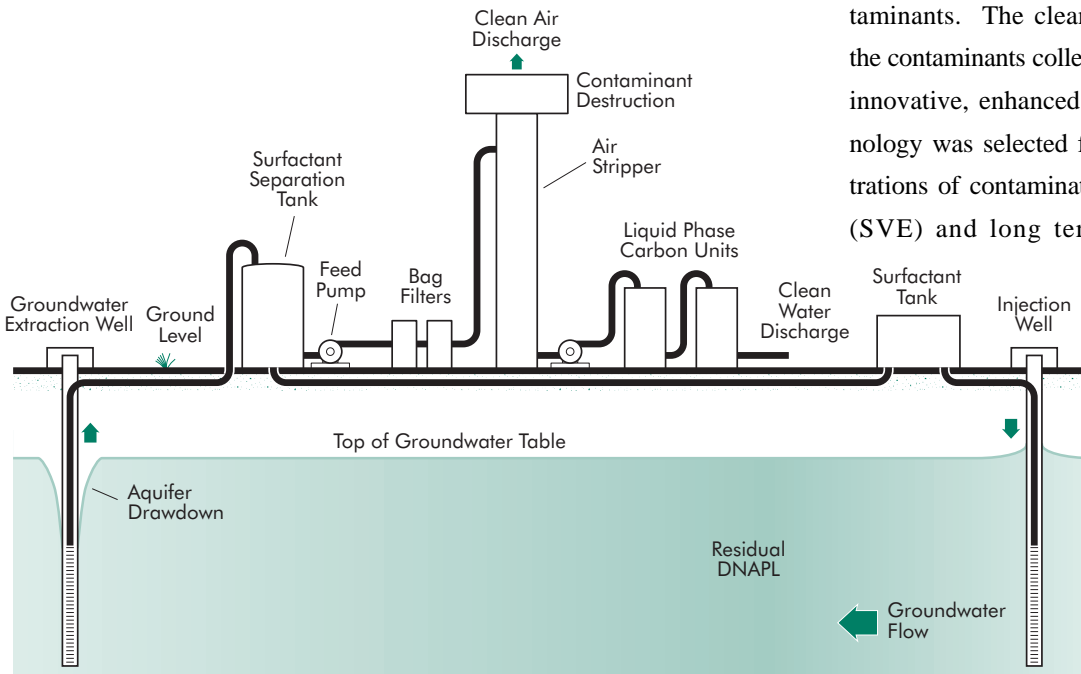 taminants. The clean
the contaminants colle
innovative, enhanced
nology was selected f
trations of contaminat
(SVE) and long ter
Clean Air
Discharge
Contaminant
Destruction
Air
Stripper
Surfactant
Separation
Tank
Liquid Phase
Carbon Units
Feed
Pump
Bag
Filters
Clean
Water
Discharge
Surfactant
Tank
Injection
Well
Groundwater
Extraction Well
Ground
Level
Top of Groundwater Table
Aquifer
Drawdown
Residual
DNAPL
Groundwater
Flow